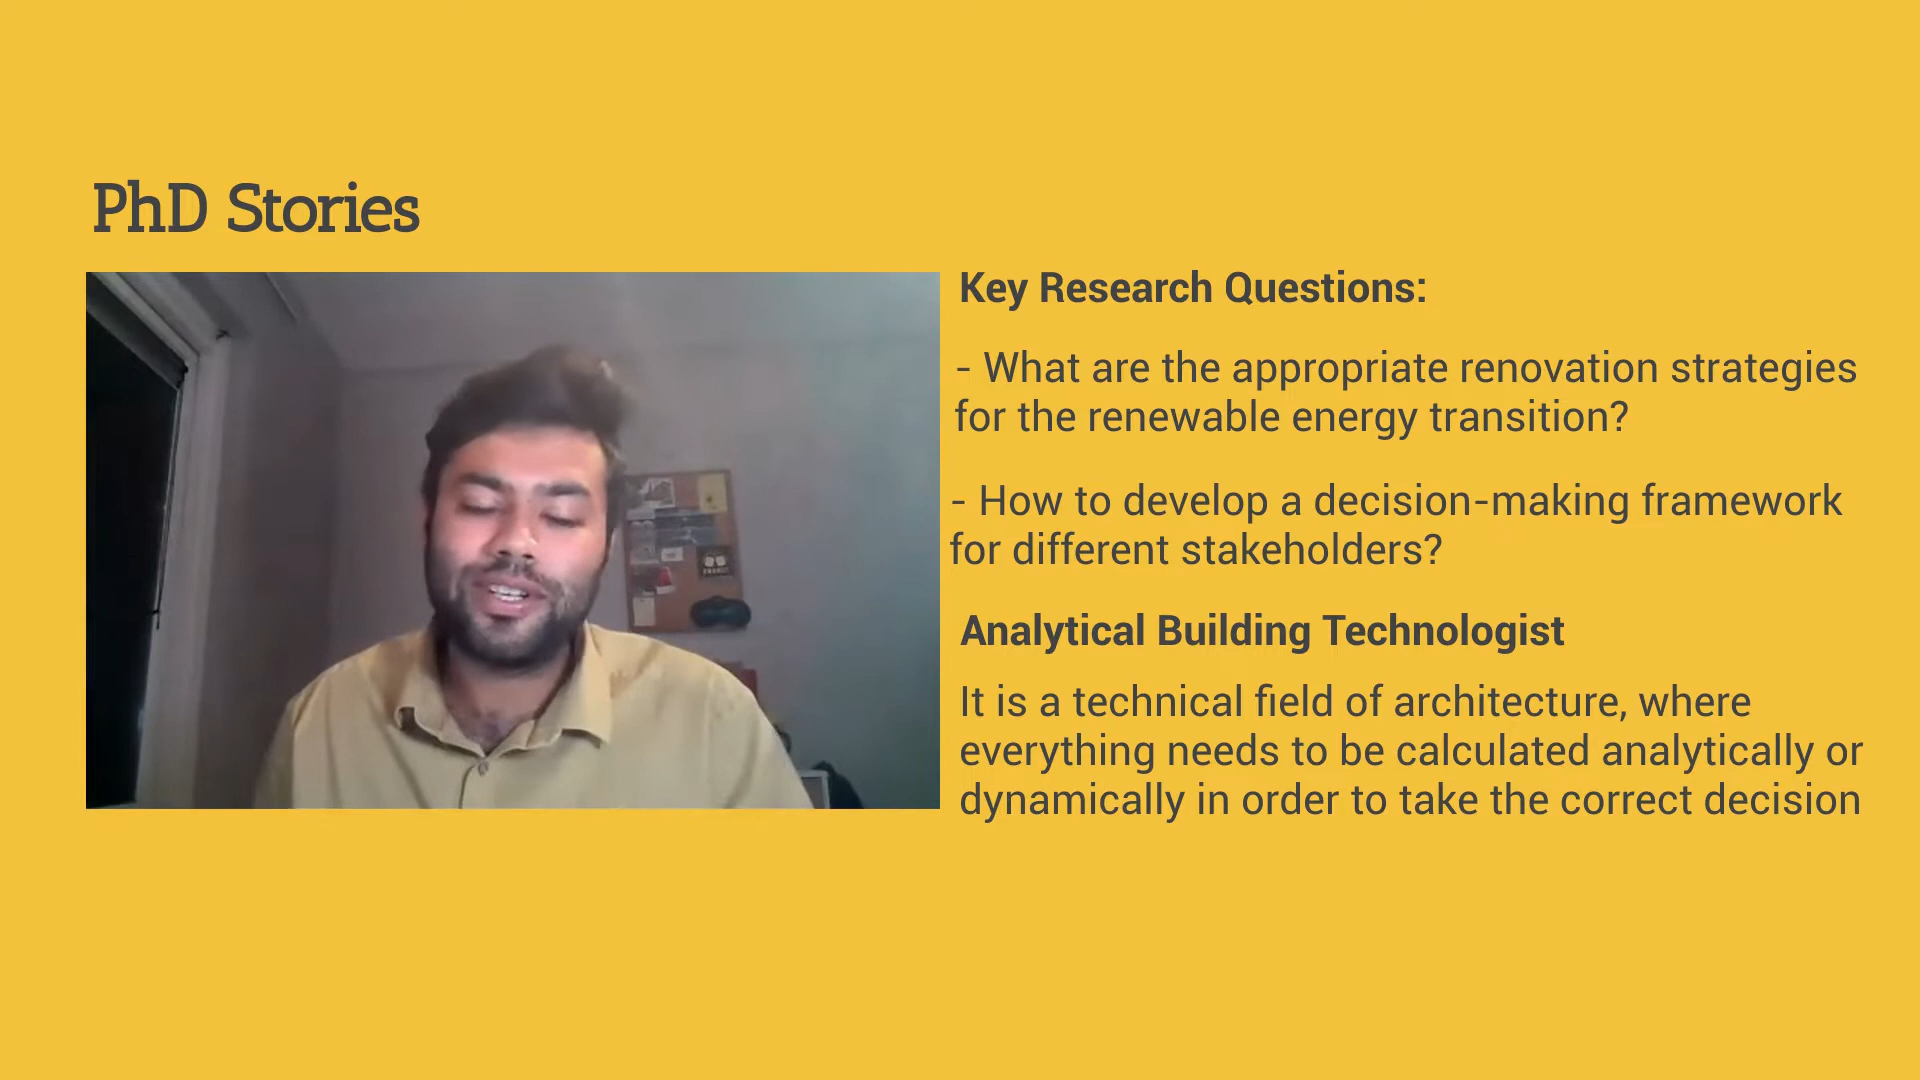 PhD Stories
Key Research Questions:
- What are the appropriate renovation strategies
for the renewable energy transition?
- How to develop a decision-making framework
for different stakeholders?
Analytical Building Technologist
It is a technical field of architecture, where
everything needs to be calculated analytically or
dynamically in order to take the correct decision